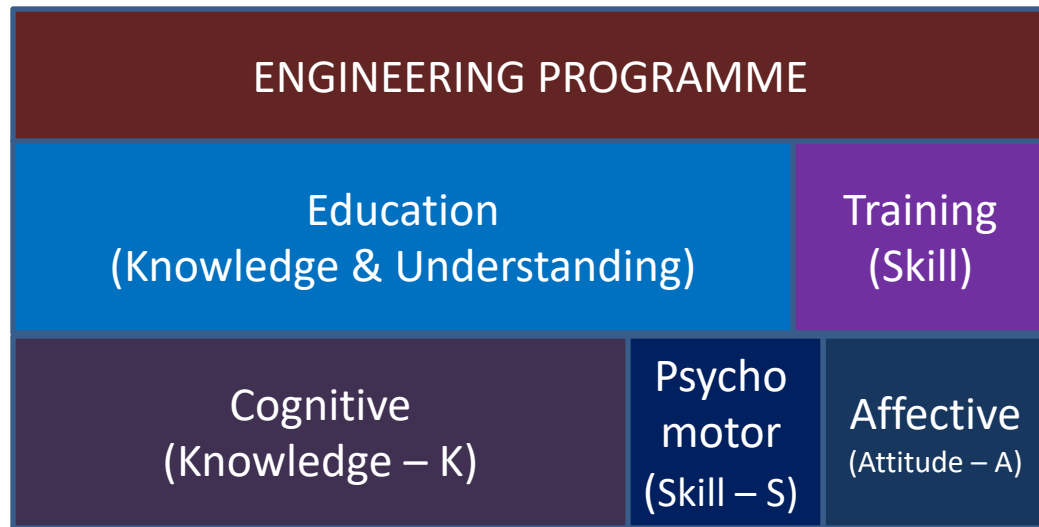 ENGINEERING PROGRAMME
Education
(Knowledge & Understanding)
Training
(Skill)
Cognitive
(Knowledge – K)
Psycho
motor
(Skill – S)
Affective
(Attitude – A)